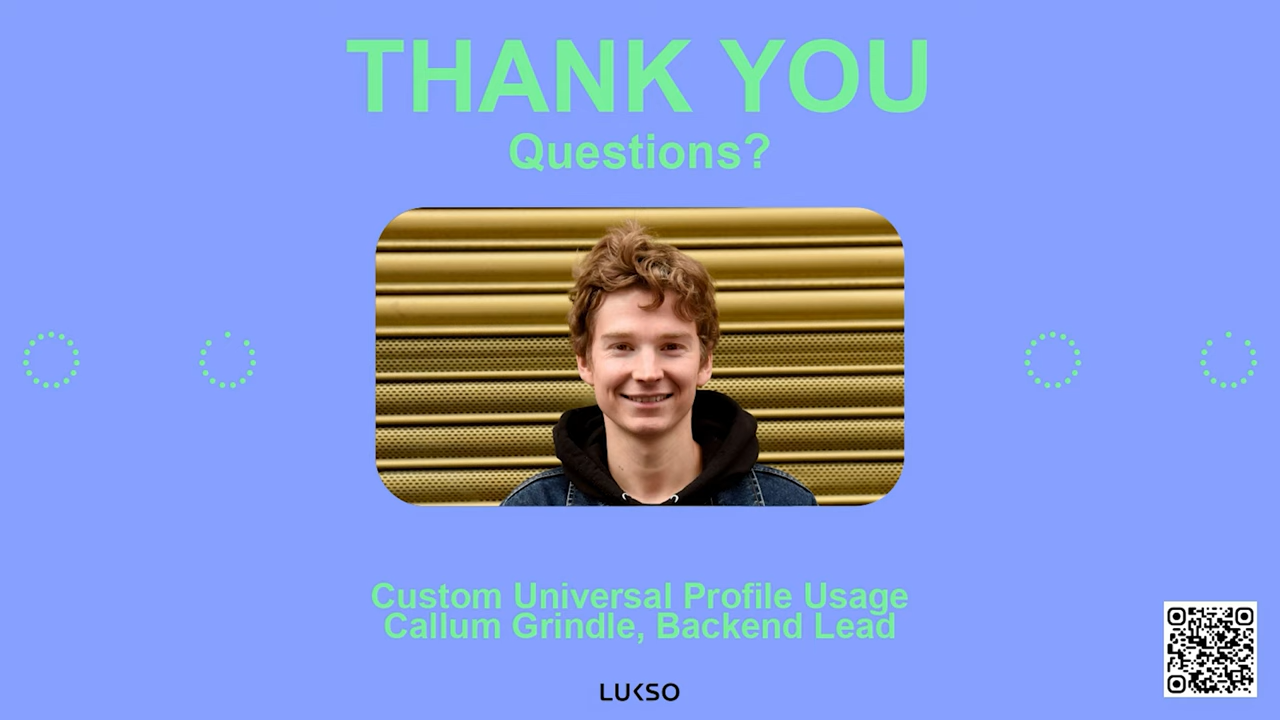 THANK YOU
Questions?
Custom Universal Profile Usage
Callum Grindle, Backend Lead
LUKSO